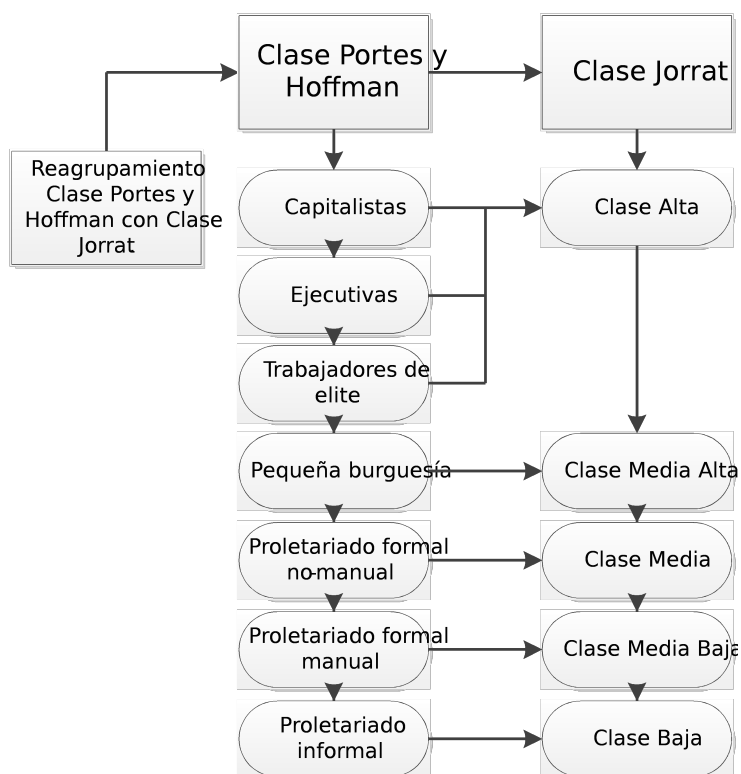 Clase Portes y
Hoffman
Clase Jorrat
Reagrupamiento
Clase Portes y
Hoffman con Clase
Jorrat
Capitalistas
Clase Alta
Ejecutivas
Trabajadores de
elite
Pequeña burguesía
Clase Media Alta
Proletariado formal
no-manual
Clase Media
Proletariado formal
manual
Clase Media Baja
Proletariado
informal
Clase Baja